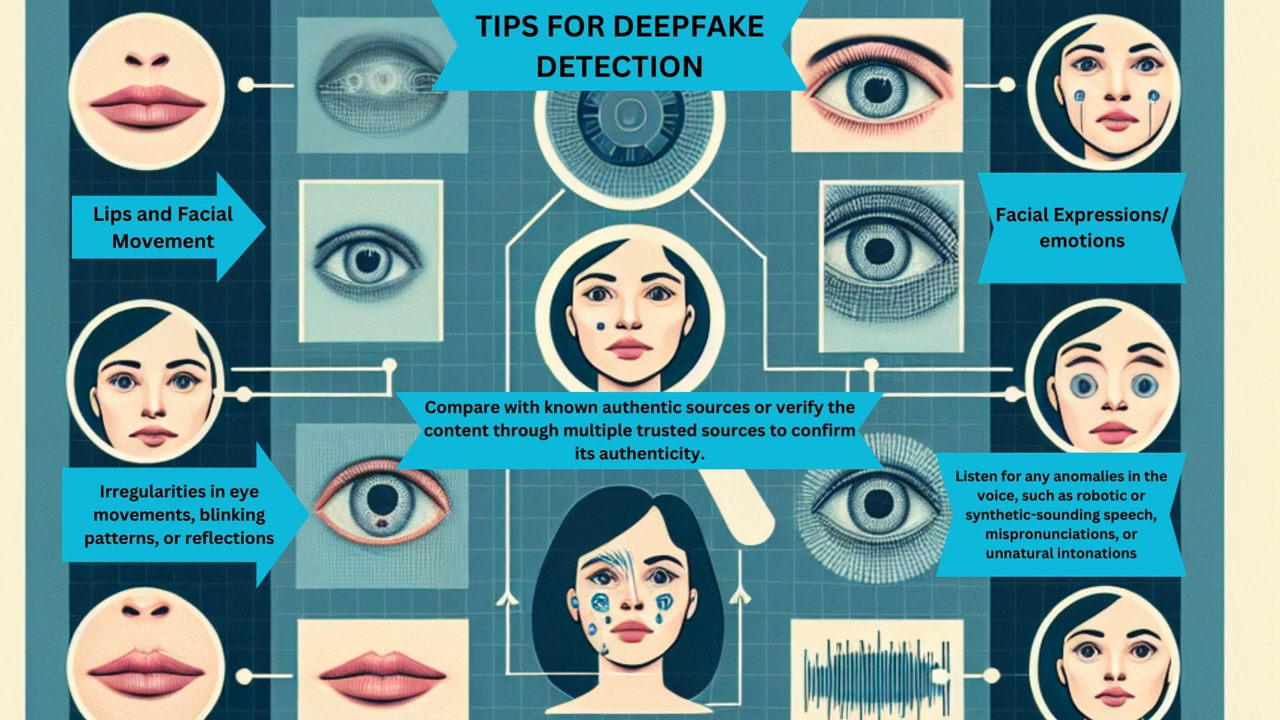 TIPS FOR DEEPFAKE
DETECTION
Lips and Facial
Movement
Facial Expressions/
emotions
Compare with known authentic sources or verify the
content through multiple trusted sources to confirm
its authenticity.
Irregularities in eye
movements, blinking
patterns, or reflections
Listen for any anomalies in the
voice, such as robotic or
synthetic-sounding speech,
mispronunciations, or
unnatural intonations